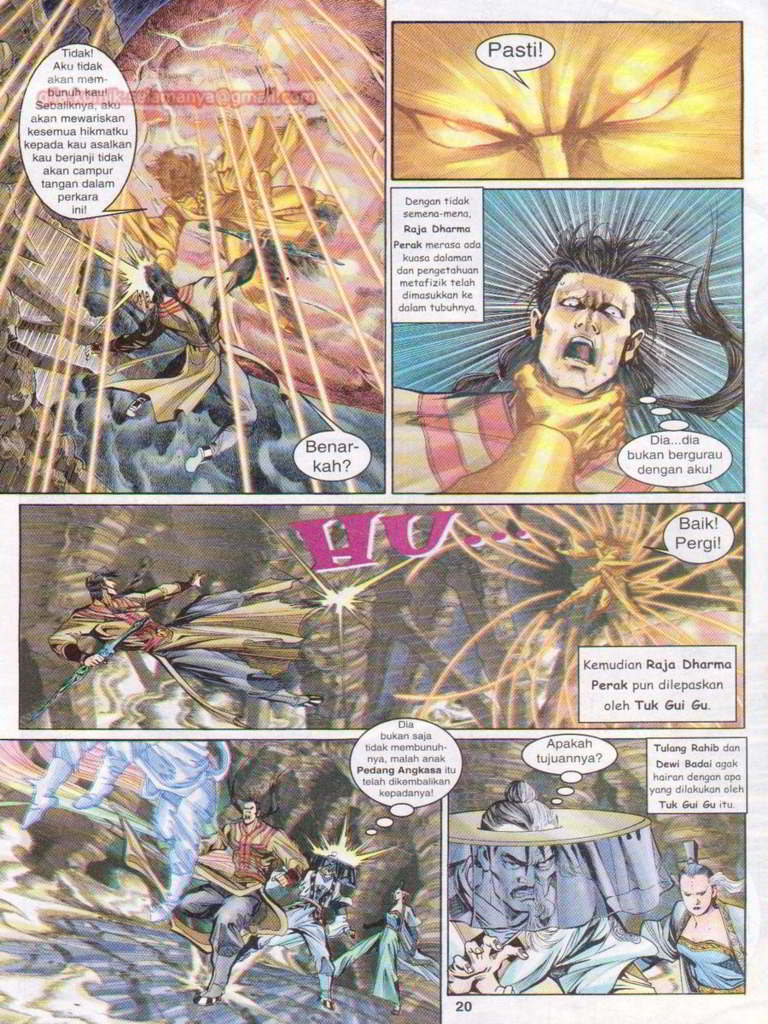 Tidak!
Aku tidak
akan mem-
bunuh kau!
Sebaliknya, aku
akan mewariskan
kesemua hikmatku
kepada kau asalkan
kau berjanji tidak
akan campur
tangan dalam
perkara
ini!
Benar-
kah?
Pasti!
Dengan tidak
semena-mena,
Raja Dharma
Perak merasa ada
kuasa dalaman
dan pengetahuan
metafizik telah
dimasukkan ke
dalam tubuhnya.
Dia...dia
bukan bergurau
dengan aku!
HU...
Baik!
Pergi!
Kemudian Raja Dharma
Perak pun dilepaskan
oleh Tuk Gui Gu.
Dia
bukan saja
tidak membunuh-
nya, malah anak
Pedang Angkasa itu
telah dikembalikan
kepadanya!
Apakah
tujuannya?
Tulang Rahib dan
Dewi Badai agak
hairan dengan apa
yang dilakukan oleh
Tuk Gui Gu itu.
20